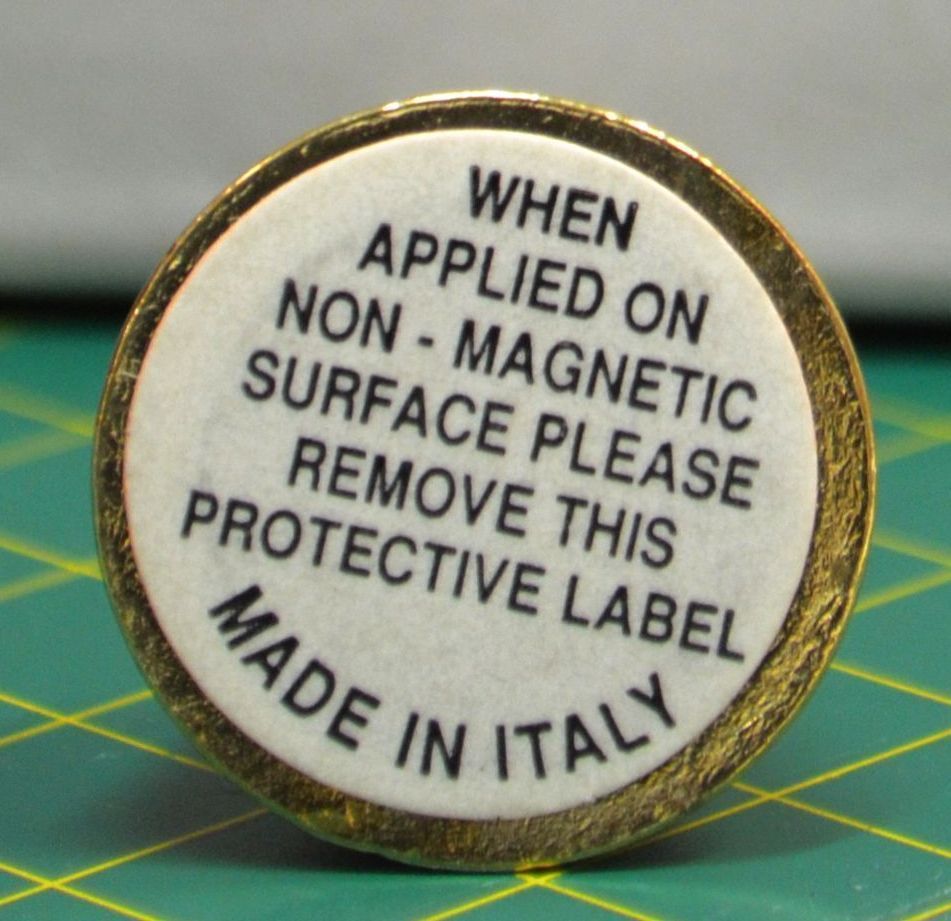 WHEN
APPLIED ON
NON - MAGNETIC
SURFACE PLEASE
REMOVE THIS
PROTECTIVE LABEL
MADE IN ITALY